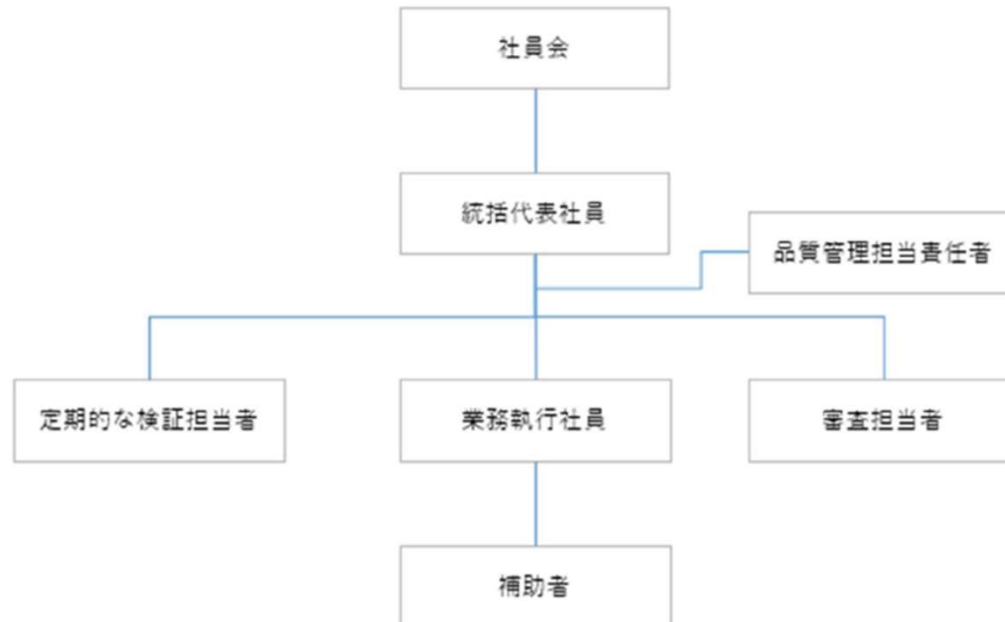 社員会
統括代表社員
品質管理担当責任者
定期的な検証担当者
業務執行社員
審査担当者
補助者